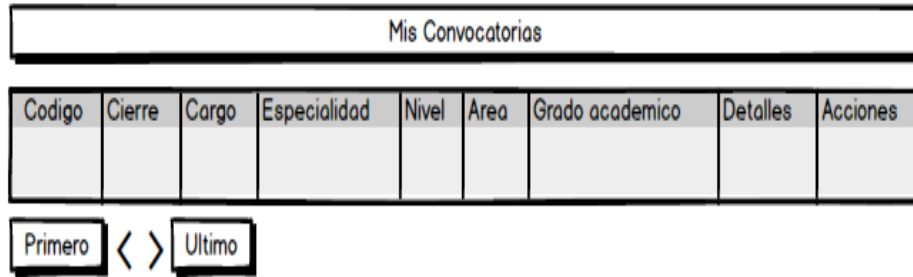 Mis Convocatorias
Codigo Cierre Cargo Especialidad Nivel Area Grado academico Detalles Acciones
Primero < > Ultimo